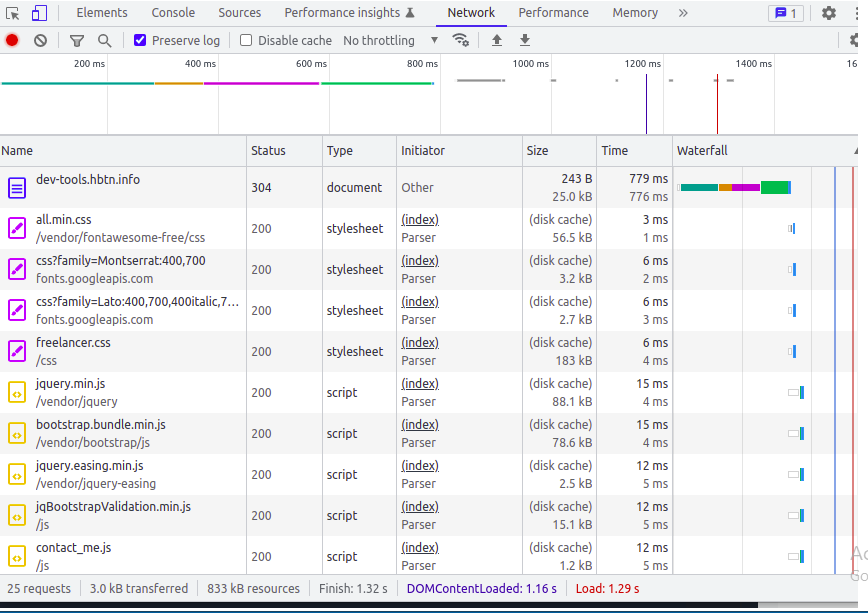 Elements Console Sources Performance insights Network Performance Memory » 1
Preserve log Disable cache No throttling
200 ms 400 ms 600 ms 800 ms 1000 ms 1200 ms 1400 ms 16
Name Status Type Initiator Size Time Waterfall
dev-tools.hbtn.info 304 document Other 243 B 779 ms
25.0 kB 776 ms
all.min.css 200 stylesheet (index) (disk cache) 3 ms
/vendor/fontawesome-free/css Parser 56.5 kB 1 ms
css?family=Montserrat:400,700 200 stylesheet (index) (disk cache) 6 ms
fonts.googleapis.com Parser 3.2 kB 2 ms
css?family=Lato:400,700,400italic,7... 200 stylesheet (index) (disk cache) 6 ms
fonts.googleapis.com Parser 2.7 kB 3 ms
freelancer.css 200 stylesheet (index) (disk cache) 6 ms
/css Parser 183 kB 4 ms
jquery.min.js 200 script (index) (disk cache) 15 ms
/vendor/jquery Parser 88.1 kB 4 ms
bootstrap.bundle.min.js 200 script (index) (disk cache) 15 ms
/vendor/bootstrap/js Parser 78.6 kB 4 ms
jquery.easing.min.js 200 script (index) (disk cache) 12 ms
/vendor/jquery-easing Parser 2.5 kB 5 ms
jqBootstrapValidation.min.js 200 script (index) (disk cache) 12 ms
/js Parser 15.1 kB 5 ms
contact_me.js 200 script (index) (disk cache) 12 ms
/js Parser 1.2 kB 5 ms
Ac
Go
25 requests 3.0 kB transferred 833 kB resources Finish: 1.32 s DOMContentLoaded: 1.16 s Load: 1.29 s